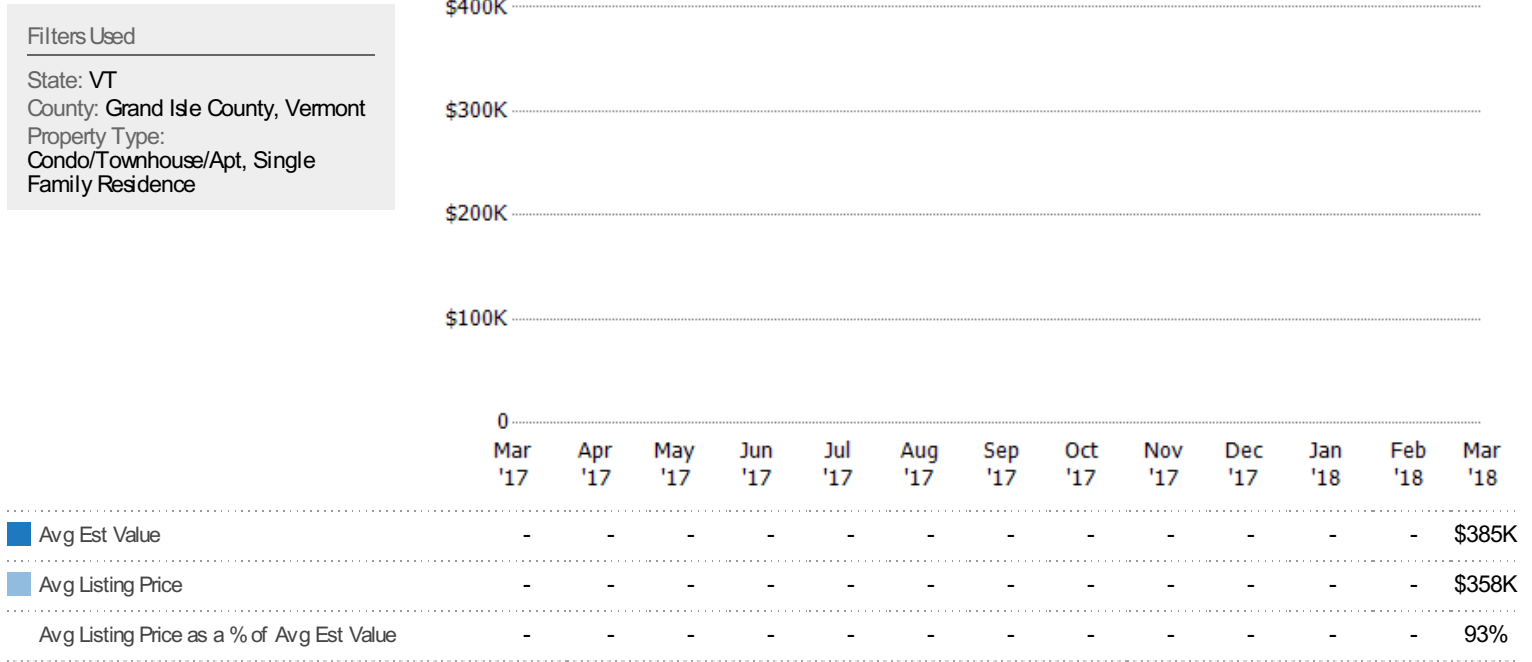 Filters Used
State: VT
County: Grand Isle County, Vermont
Property Type:
Condo/Townhouse/Apt, Single
Family Residence
$400K
$300K
$200K
$100K
0
Mar Apr May Jun Jul Aug Sep Oct Nov Dec Jan Feb Mar
'17 '17 '17 '17 '17 '17 '17 '17 '17 '17 '18 '18 '18
Avg Est Value - - - - - - - - - - - - $385K
Avg Listing Price - - - - - - - - - - - - $358K
Avg Listing Price as a % of Avg Est Value - - - - - - - - - - - - 93%